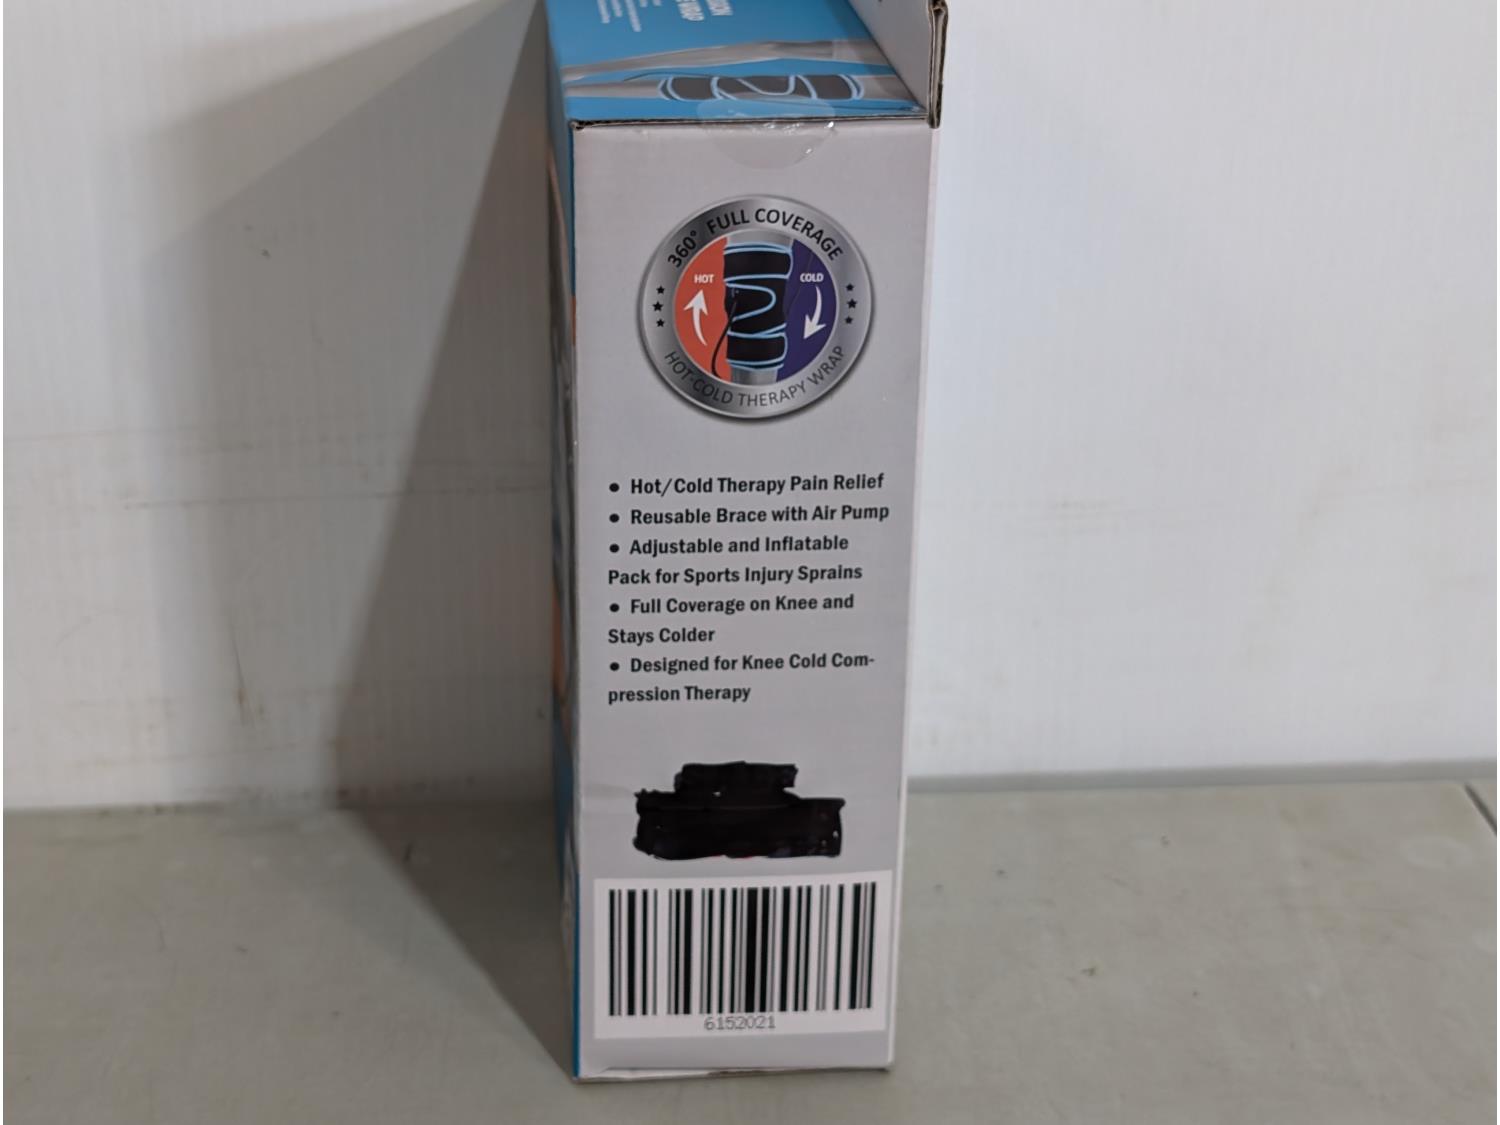 360° FULL COVERAGE
HOT
COLD
HOT-COLD THERAPY WRAP
● Hot/Cold Therapy Pain Relief
● Reusable Brace with Air Pump
● Adjustable and Inflatable
Pack for Sports Injury Sprains
● Full Coverage on Knee and
Stays Colder
● Designed for Knee Cold Com-
pression Therapy
6152021